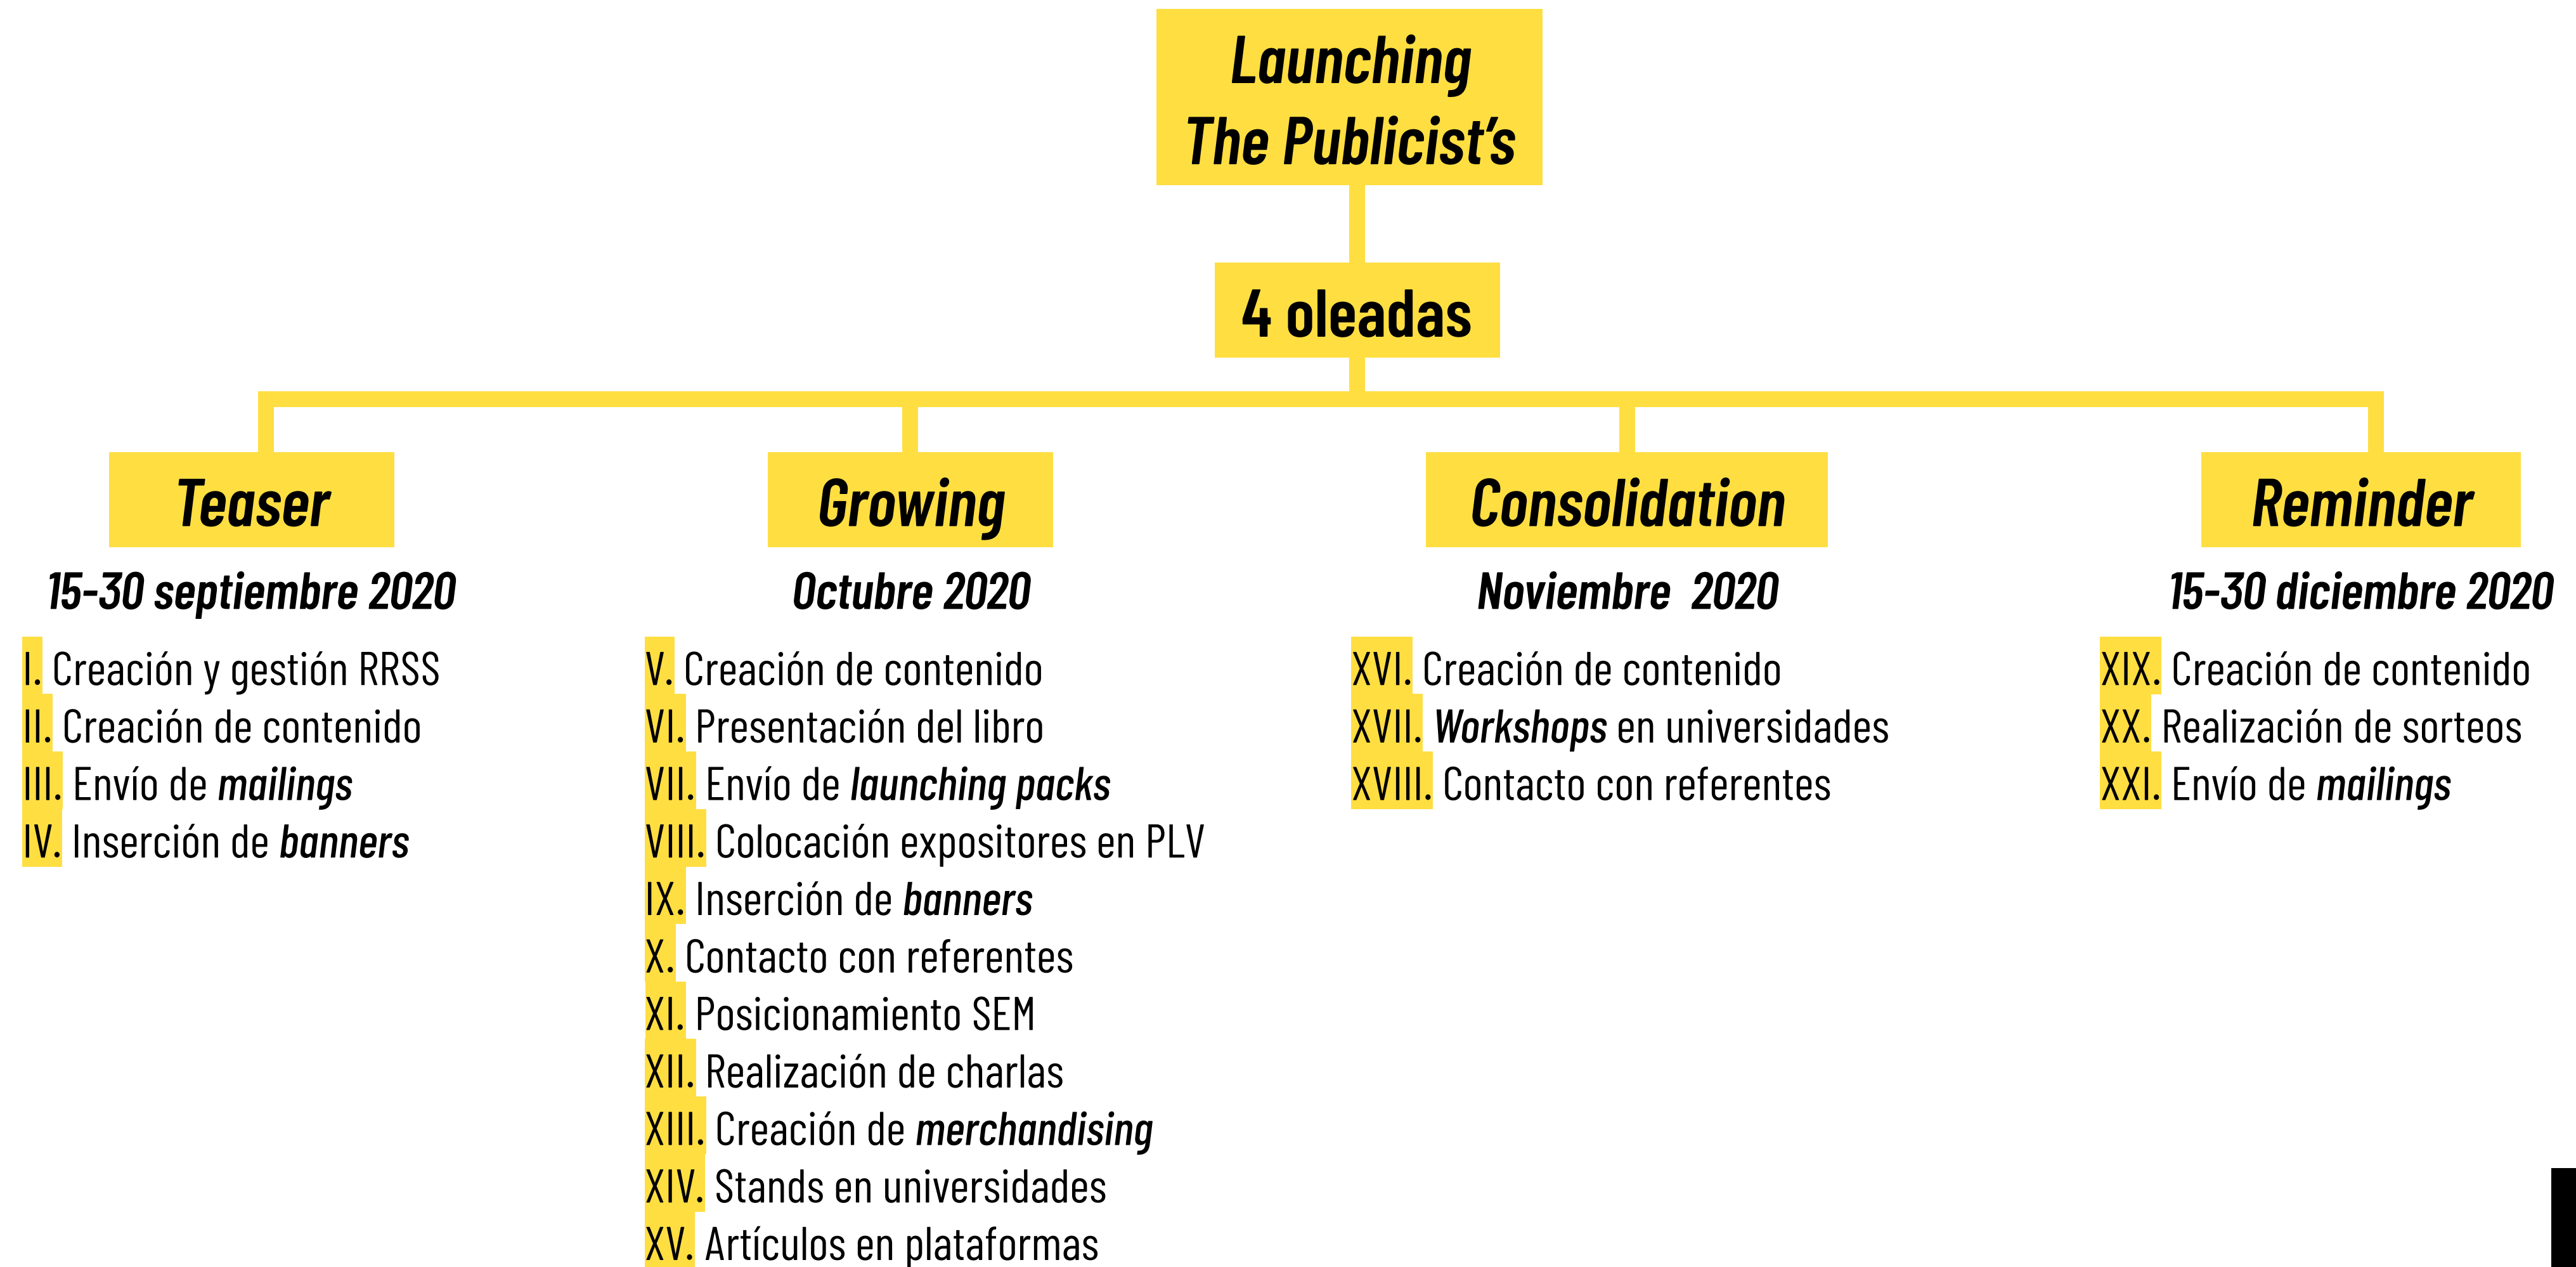 Launching
The Publicist’s
4 oleadas
Teaser
15-30 septiembre 2020
I. Creación y gestión RRSS
II. Creación de contenido
III. Envío de mailings
IV. Inserción de banners
Growing
Octubre 2020
V. Creación de contenido
VI. Presentación del libro
VII. Envío de launching packs
VIII. Colocación expositores en PLV
IX. Inserción de banners
X. Contacto con referentes
XI. Posicionamiento SEM
XII. Realización de charlas
XIII. Creación de merchandising
XIV. Stands en universidades
XV. Artículos en plataformas
Consolidation
Noviembre 2020
XVI. Creación de contenido
XVII. Workshops en universidades
XVIII. Contacto con referentes
Reminder
15-30 diciembre 2020
XIX. Creación de contenido
XX. Realización de sorteos
XXI. Envío de mailings